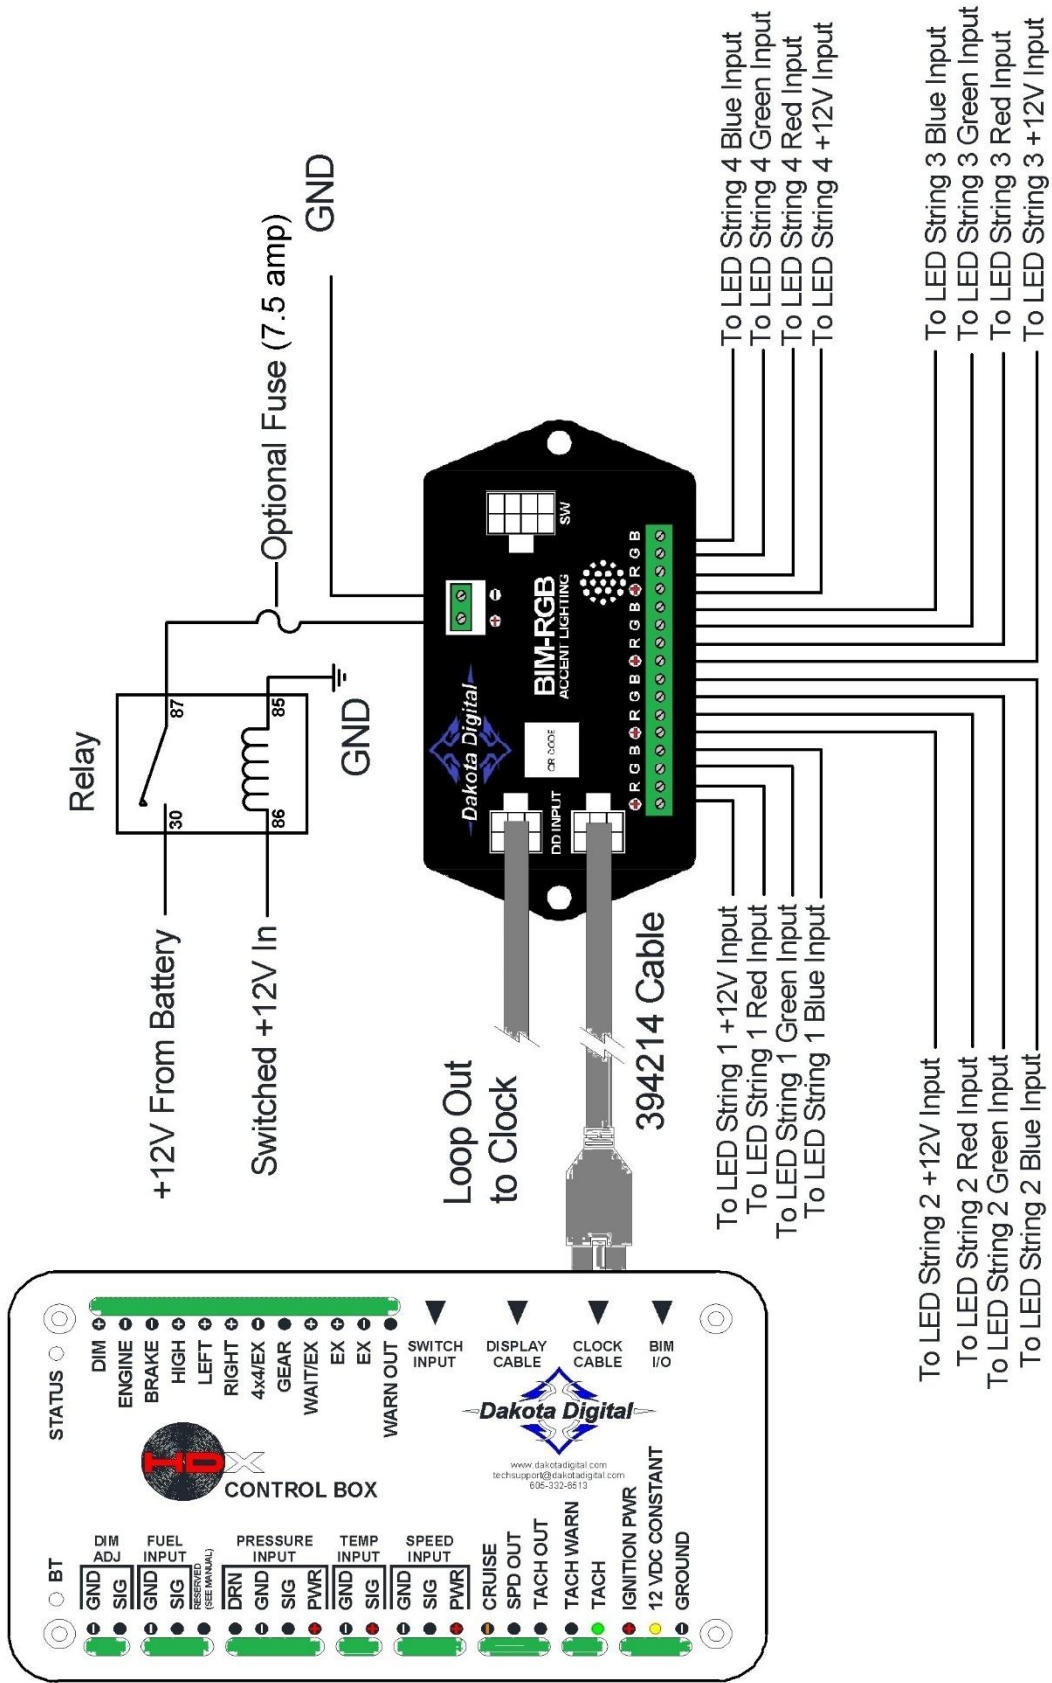 Relay
30
87
86
85
+12V From Battery
Switched +12V In
GND
Optional Fuse (7.5 amp)
GND
STATUS
BT
HDX
CONTROL BOX
DIM
ENGINE
BRAKE
HIGH
LEFT
RIGHT
4x4/EX
GEAR
WAIT/EX
EX
EX
WARN OUT
SWITCH
INPUT
DISPLAY
CABLE
CLOCK
CABLE
BIM
I/O
DIM
ADJ
GND
SIG
FUEL
INPUT
GND
SIG
RESERVED
(SEE MANUAL)
PRESSURE
INPUT
DRN
GND
SIG
PWR
TEMP
INPUT
GND
SIG
SPEED
INPUT
GND
SIG
PWR
CRUISE
SPD OUT
TACH OUT
TACH WARN
TACH
IGNITION PWR
12 VDC CONSTANT
GROUND
Dakota Digital
www.dakotadigital.com
techsupport@dakotadigital.com
605-332-6513
Loop Out
to Clock
394214 Cable
Dakota Digital
QR CODE
DD INPUT
BIM-RGB
ACCENT LIGHTING
SW
R G B R G B R G B R G B
To LED String 1 +12V Input
To LED String 1 Red Input
To LED String 1 Green Input
To LED String 1 Blue Input
To LED String 4 Blue Input
To LED String 4 Green Input
To LED String 4 Red Input
To LED String 4 +12V Input
To LED String 2 +12V Input
To LED String 2 Red Input
To LED String 2 Green Input
To LED String 2 Blue Input
To LED String 3 Blue Input
To LED String 3 Green Input
To LED String 3 Red Input
To LED String 3 +12V Input